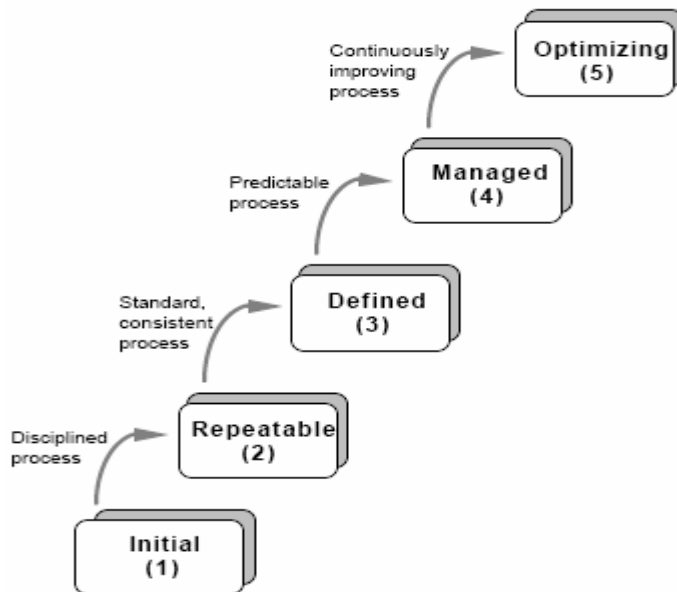 Continuously
improving
process
Optimizing
(5)
Predictable
process
Managed
(4)
Standard,
consistent
process
Defined
(3)
Disciplined
process
Repeatable
(2)
Initial
(1)